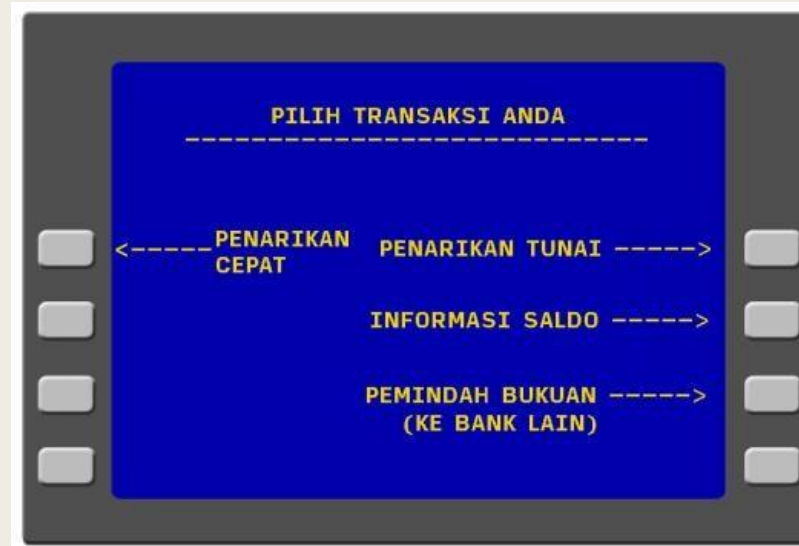 PILIH TRANSAKSI ANDA
----------------------------
<-----PENARIKAN CEPAT
PENARIKAN TUNAI ----->
INFORMASI SALDO ----->
PEMINDAH BUKUAN ----->
(KE BANK LAIN)